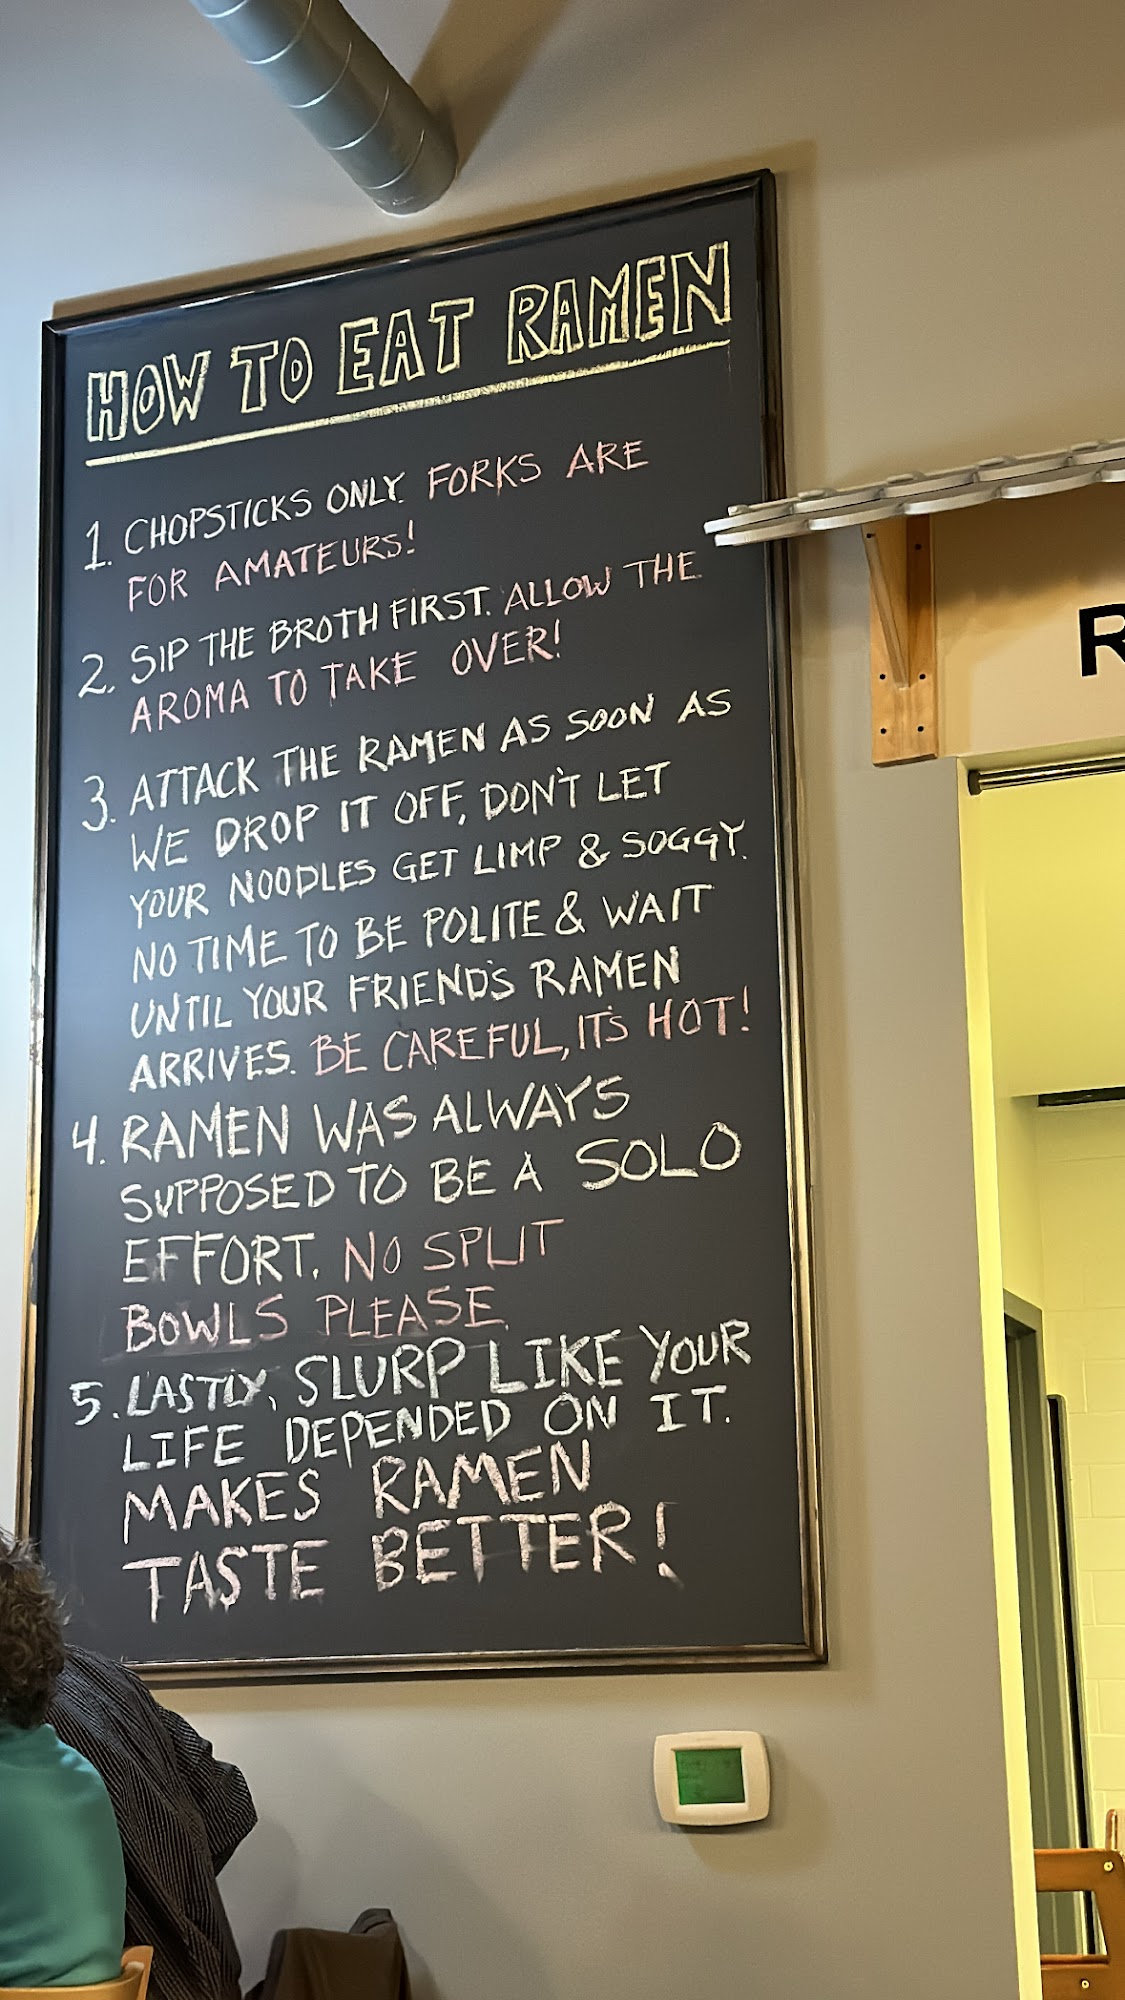 HOW TO EAT RAMEN
1. CHOPSTICKS ONLY. FORKS ARE
FOR AMATEURS!
2. SIP THE BROTH FIRST. ALLOW THE
AROMA TO TAKE OVER!
3. ATTACK THE RAMEN AS SOON AS
WE DROP IT OFF, DON'T LET
YOUR NOODLES GET LIMP & SOGGY.
NO TIME TO BE POLITE & WAIT
UNTIL YOUR FRIEND'S RAMEN
ARRIVES. BE CAREFUL, IT'S HOT!
4. RAMEN WAS ALWAYS
SUPPOSED TO BE A SOLO
EFFORT. NO SPLIT
BOWLS PLEASE.
5. LASTLY, SLURP LIKE YOUR
LIFE DEPENDED ON IT.
MAKES RAMEN
TASTE BETTER!